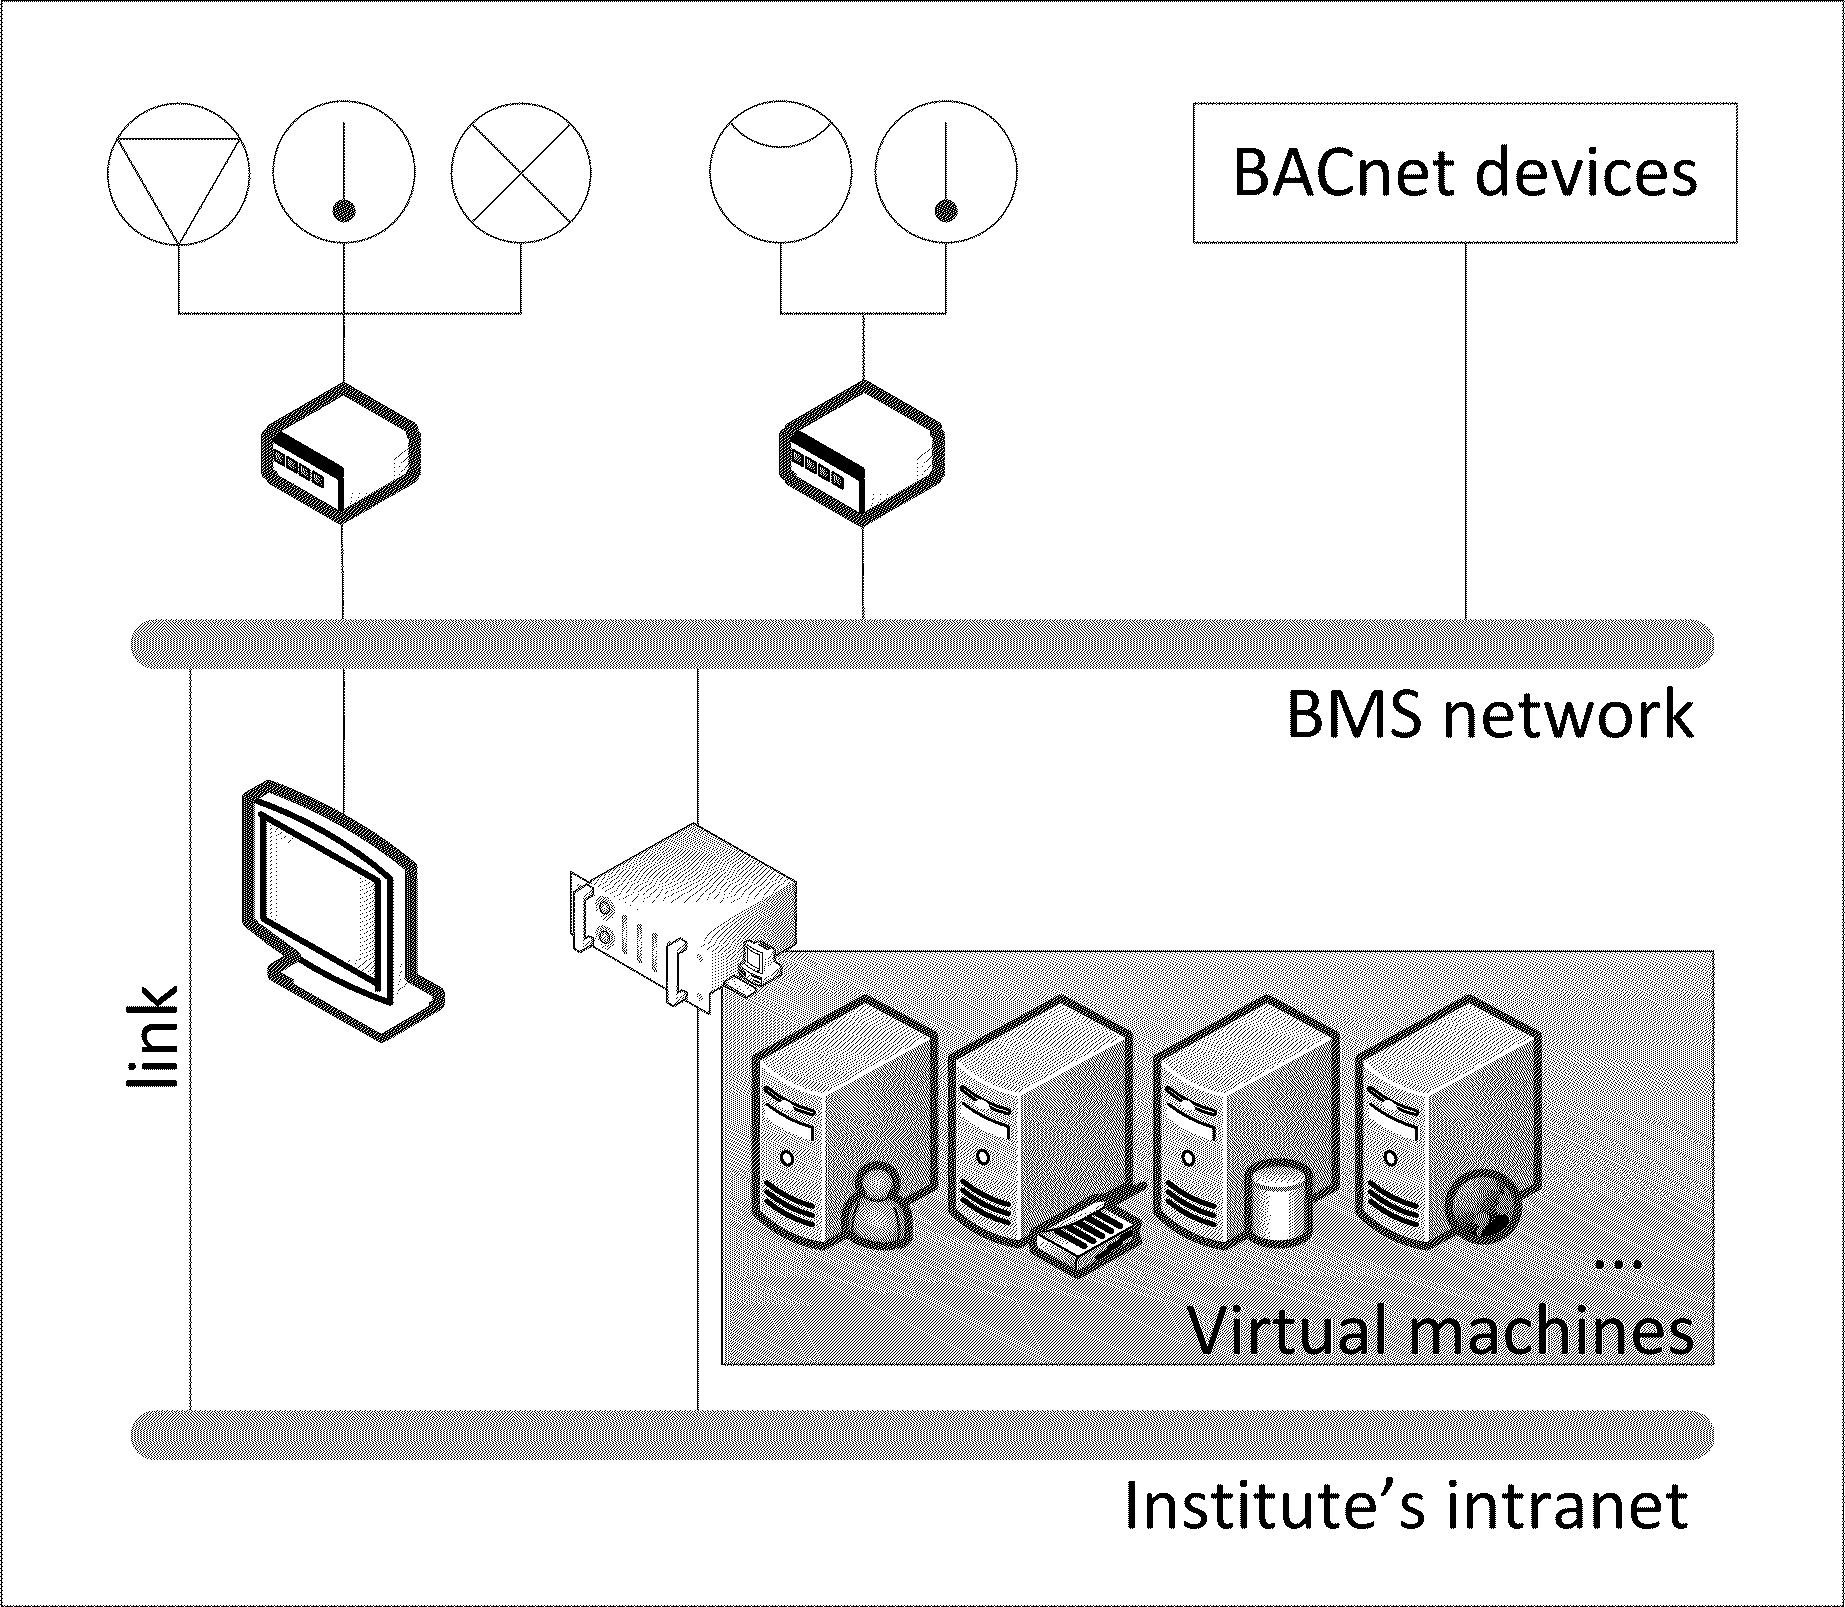 BACnet devices
BMS network
link
...
Virtual machines
Institute’s intranet